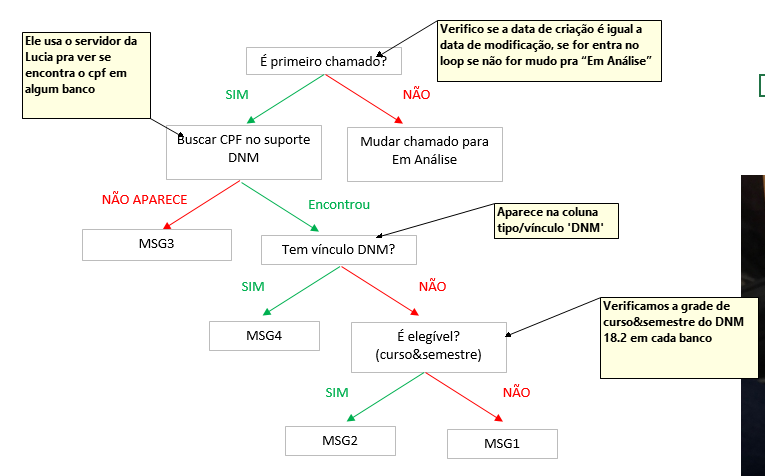 Ele usa o servidor da
Lucia pra ver se
encontra o cpf em
algum banco
Verifico se a data de criação é igual a
data de modificação, se for entra no
loop se não for mudo pra “Em Análise”
É primeiro chamado?
SIM
NÃO
Buscar CPF no suporte
DNM
Mudar chamado para
Em Análise
NÃO APARECE
Encontrou
Aparece na coluna
tipo/vínculo 'DNM'
MSG3
Tem vínculo DNM?
SIM
NÃO
Verificamos a grade de
curso&semestre do DNM
18.2 em cada banco
MSG4
É elegível?
(curso&semestre)
SIM
NÃO
MSG2
MSG1